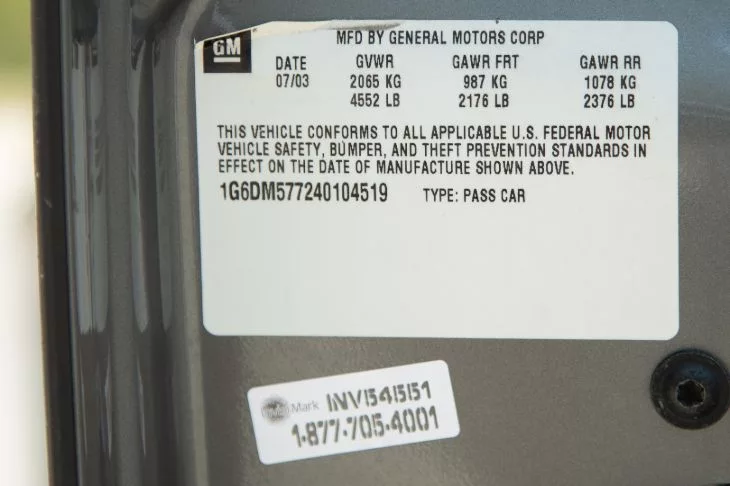 GM
MFD BY GENERAL MOTORS CORP
DATE GVWR GAWR FRT GAWR RR
07/03 2065 KG 987 KG 1078 KG
4552 LB 2176 LB 2376 LB
THIS VEHICLE CONFORMS TO ALL APPLICABLE U.S. FEDERAL MOTOR
VEHICLE SAFETY, BUMPER, AND THEFT PREVENTION STANDARDS IN
EFFECT ON THE DATE OF MANUFACTURE SHOWN ABOVE.
1G6DM577240104519 TYPE: PASS CAR
Mark INV54551
1-877-705-4001